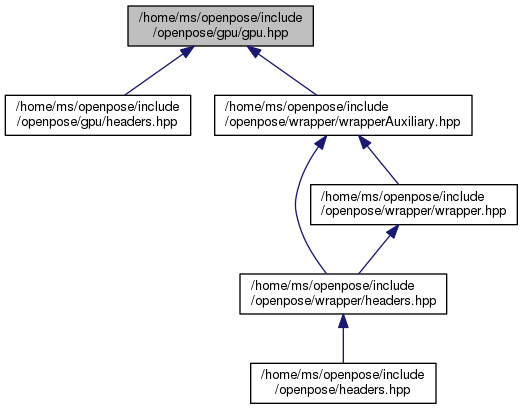 /home/ms/openpose/include
/openpose/gpu/gpu.hpp
/home/ms/openpose/include
/openpose/gpu/headers.hpp
/home/ms/openpose/include
/openpose/wrapper/wrapperAuxiliary.hpp
/home/ms/openpose/include
/openpose/wrapper/wrapper.hpp
/home/ms/openpose/include
/openpose/wrapper/headers.hpp
/home/ms/openpose/include
/openpose/headers.hpp